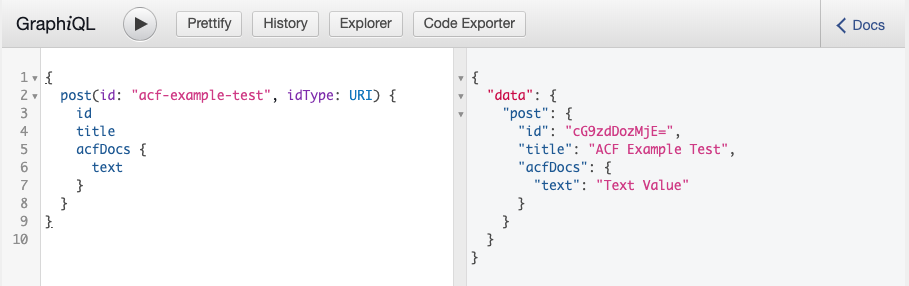 GraphiQL Prettify History Explorer Code Exporter Docs
1 {
2 post(id: "acf-example-test", idType: URI) {
3 id
4 title
5 acfDocs {
6 text
7 }
8 }
9 }
10
{
"data": {
"post": {
"id": "cG9zdDozMjE=",
"title": "ACF Example Test",
"acfDocs": {
"text": "Text Value"
}
}
}
}